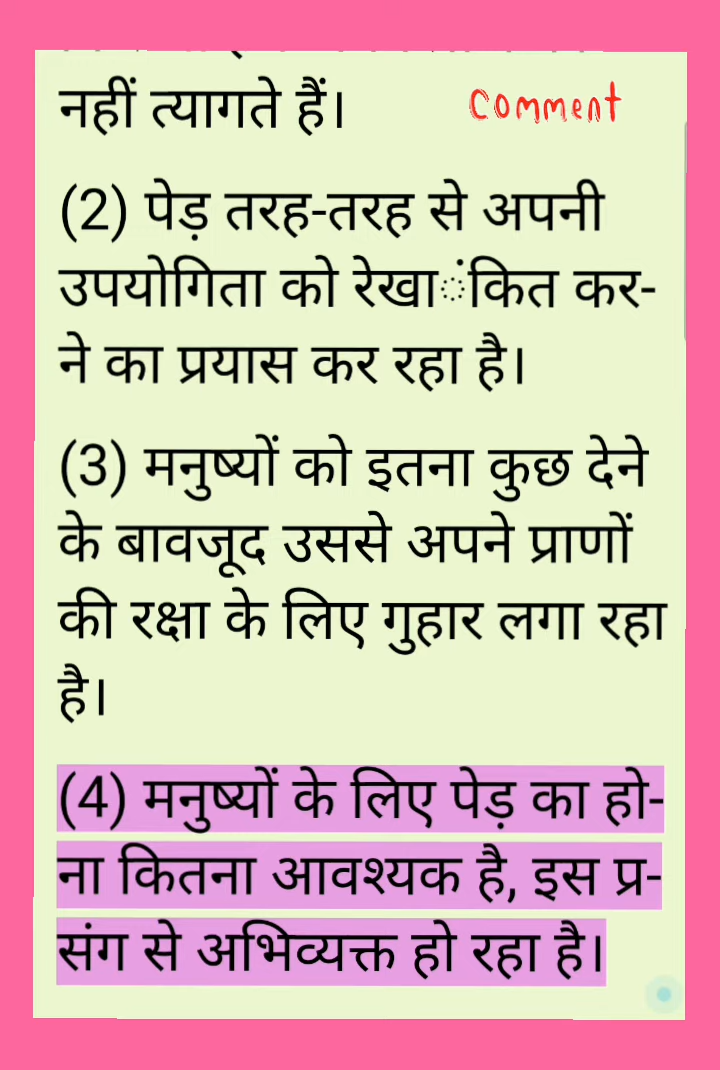 नहीं त्यागते हैं। comment
(2) पेड़ तरह-तरह से अपनी
उपयोगिता को रेखाा◌ंकित कर-
ने का प्रयास कर रहा है।
(3) मनुष्यों को इतना कुछ देने
के बावजूद उससे अपने प्राणों
की रक्षा के लिए गुहार लगा रहा
है।
(4) मनुष्यों के लिए पेड़ का हो-
ना कितना आवश्यक है, इस प्र-
संग से अभिव्यक्त हो रहा है।